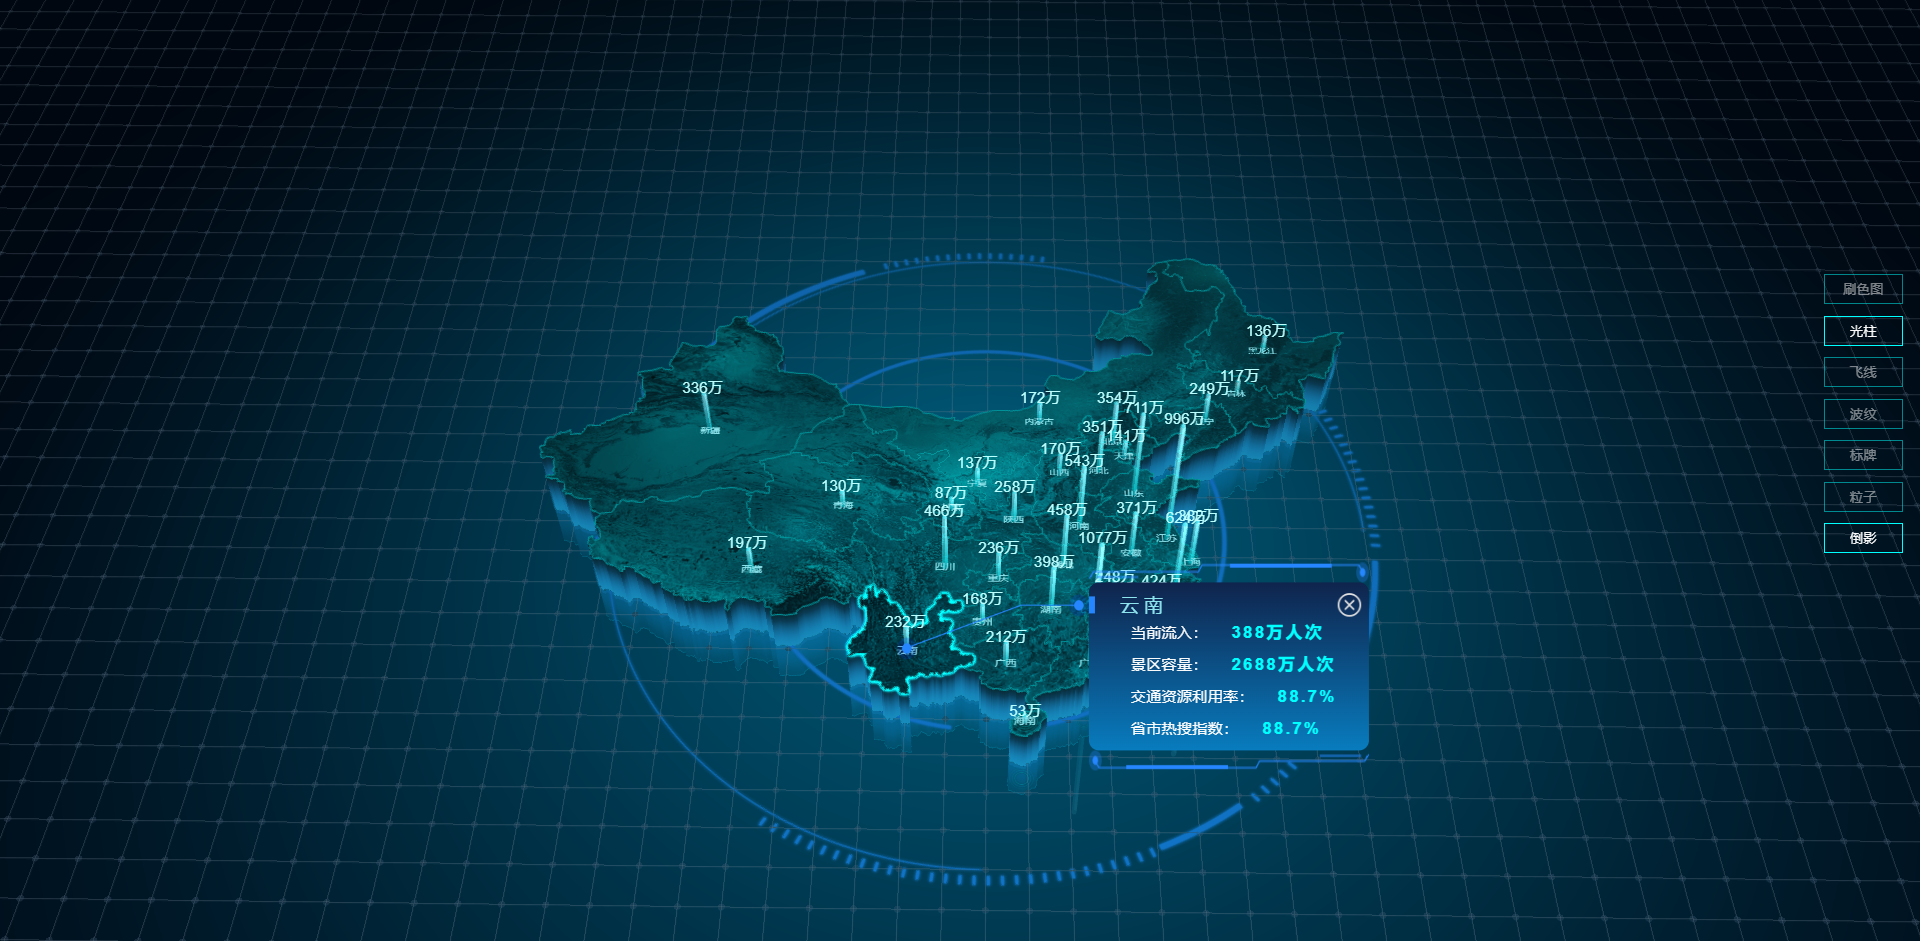 136万
黑龙江
117万
吉林
249万
宁
336万
新疆
172万
内蒙古
354万
711万
996万
351万
北京
141万
天津
170万
山西
543万
河北
137万
宁夏
130万
青海
87万
258万
陕西
山东
466万
四川
458万
河南
371万
安徽
江苏
上海
1077万
197万
西藏
236万
重庆
398万
湖南
248万
424万
168万
贵州
232万
云南
212万
广西
广
53万
海南
云南
当前流入： 388万人次
景区容量： 2688万人次
交通资源利用率： 88.7%
省市热搜指数： 88.7%
刷色图
光柱
飞线
波纹
标牌
粒子
倒影